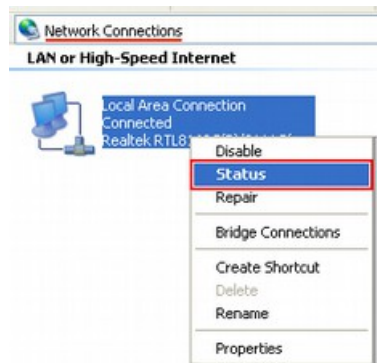 Network Connections
LAN or High-Speed Internet
Local Area Connection
Connected
Realtek
Disable
Status
Repair
Bridge Connections
Create Shortcut
Delete
Rename
Properties